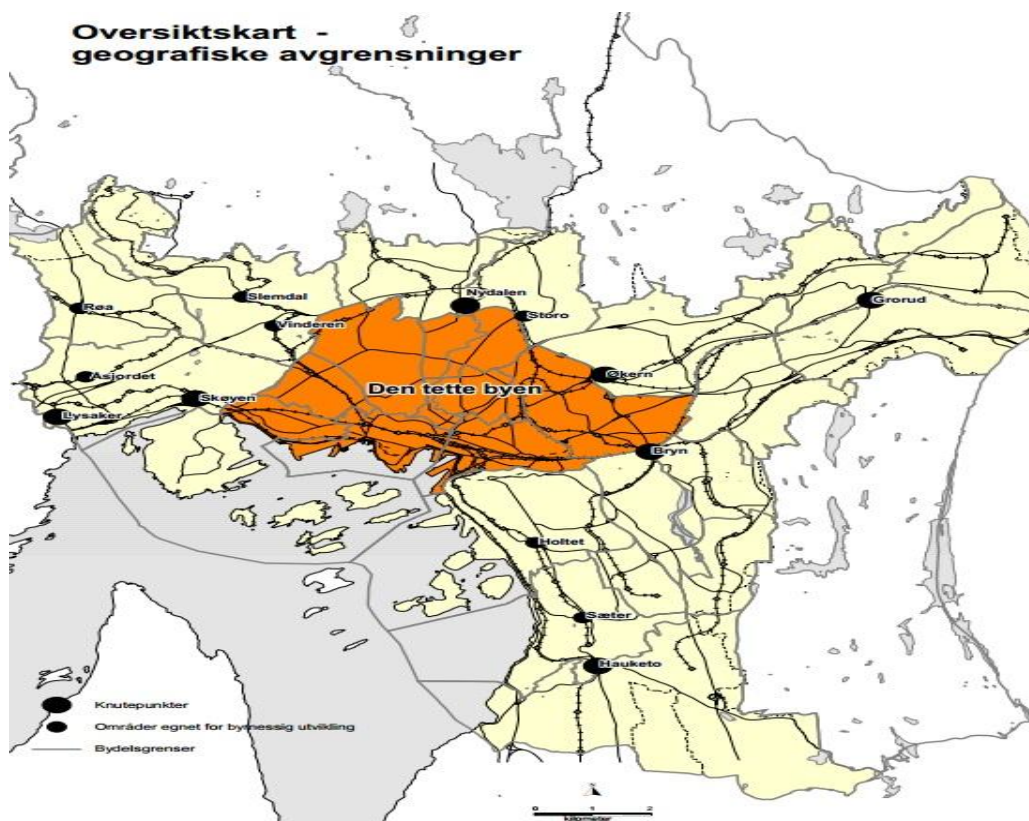 Oversiktskart -
geografiske avgrensninger
Nydalen
Grorud
Slemdal
Røa
Storo
Vinderen
Økern
Åsjordet
Den tette byen
Skøyen
Lysaker
Bryn
Holtet
Sæter
Hauketo
Knutepunkter
Områder egnet for bymessig utvikling
Bydelsgrenser
N
0 1 2
kilometer